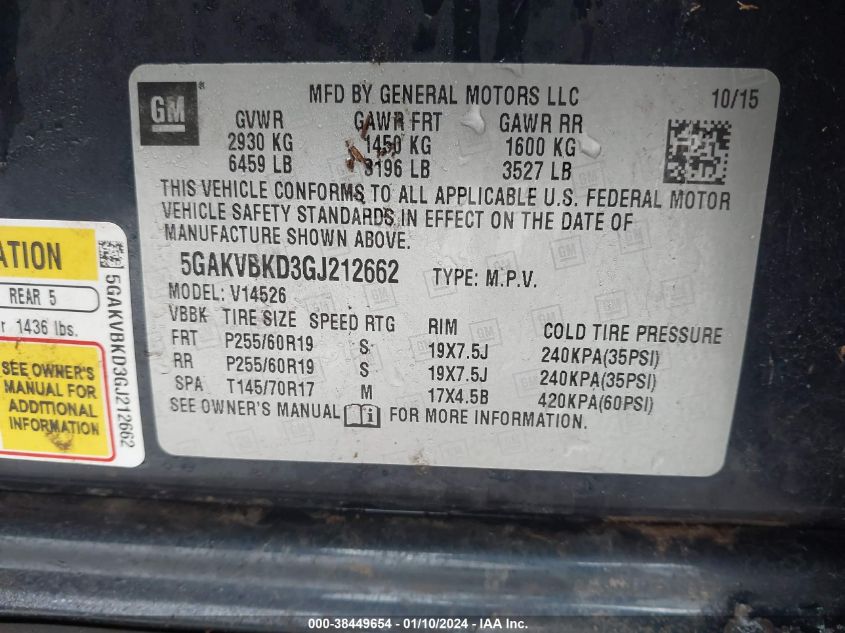 GM
MFD BY GENERAL MOTORS LLC
10/15
GVWR GAWR FRT GAWR RR
2930 KG 1450 KG 1600 KG
6459 LB 3196 LB 3527 LB
THIS VEHICLE CONFORMS TO ALL APPLICABLE U.S. FEDERAL MOTOR
VEHICLE SAFETY STANDARDS IN EFFECT ON THE DATE OF
MANUFACTURE SHOWN ABOVE.
5GAKVBKD3GJ212662 TYPE: M.P.V.
MODEL: V14526
VBBK TIRE SIZE SPEED RTG RIM COLD TIRE PRESSURE
FRT P255/60R19 S 19X7.5J 240KPA(35PSI)
RR P255/60R19 S 19X7.5J 240KPA(35PSI)
SPA T145/70R17 M 17X4.5B 420KPA(60PSI)
SEE OWNER'S MANUAL FOR MORE INFORMATION.
ATION
REAR 5
1436 lbs.
SEE OWNER'S
MANUAL FOR
ADDITIONAL
INFORMATION
5GAKVBKD3GJ212662
000-38449654 - 01/10/2024 - IAA Inc.